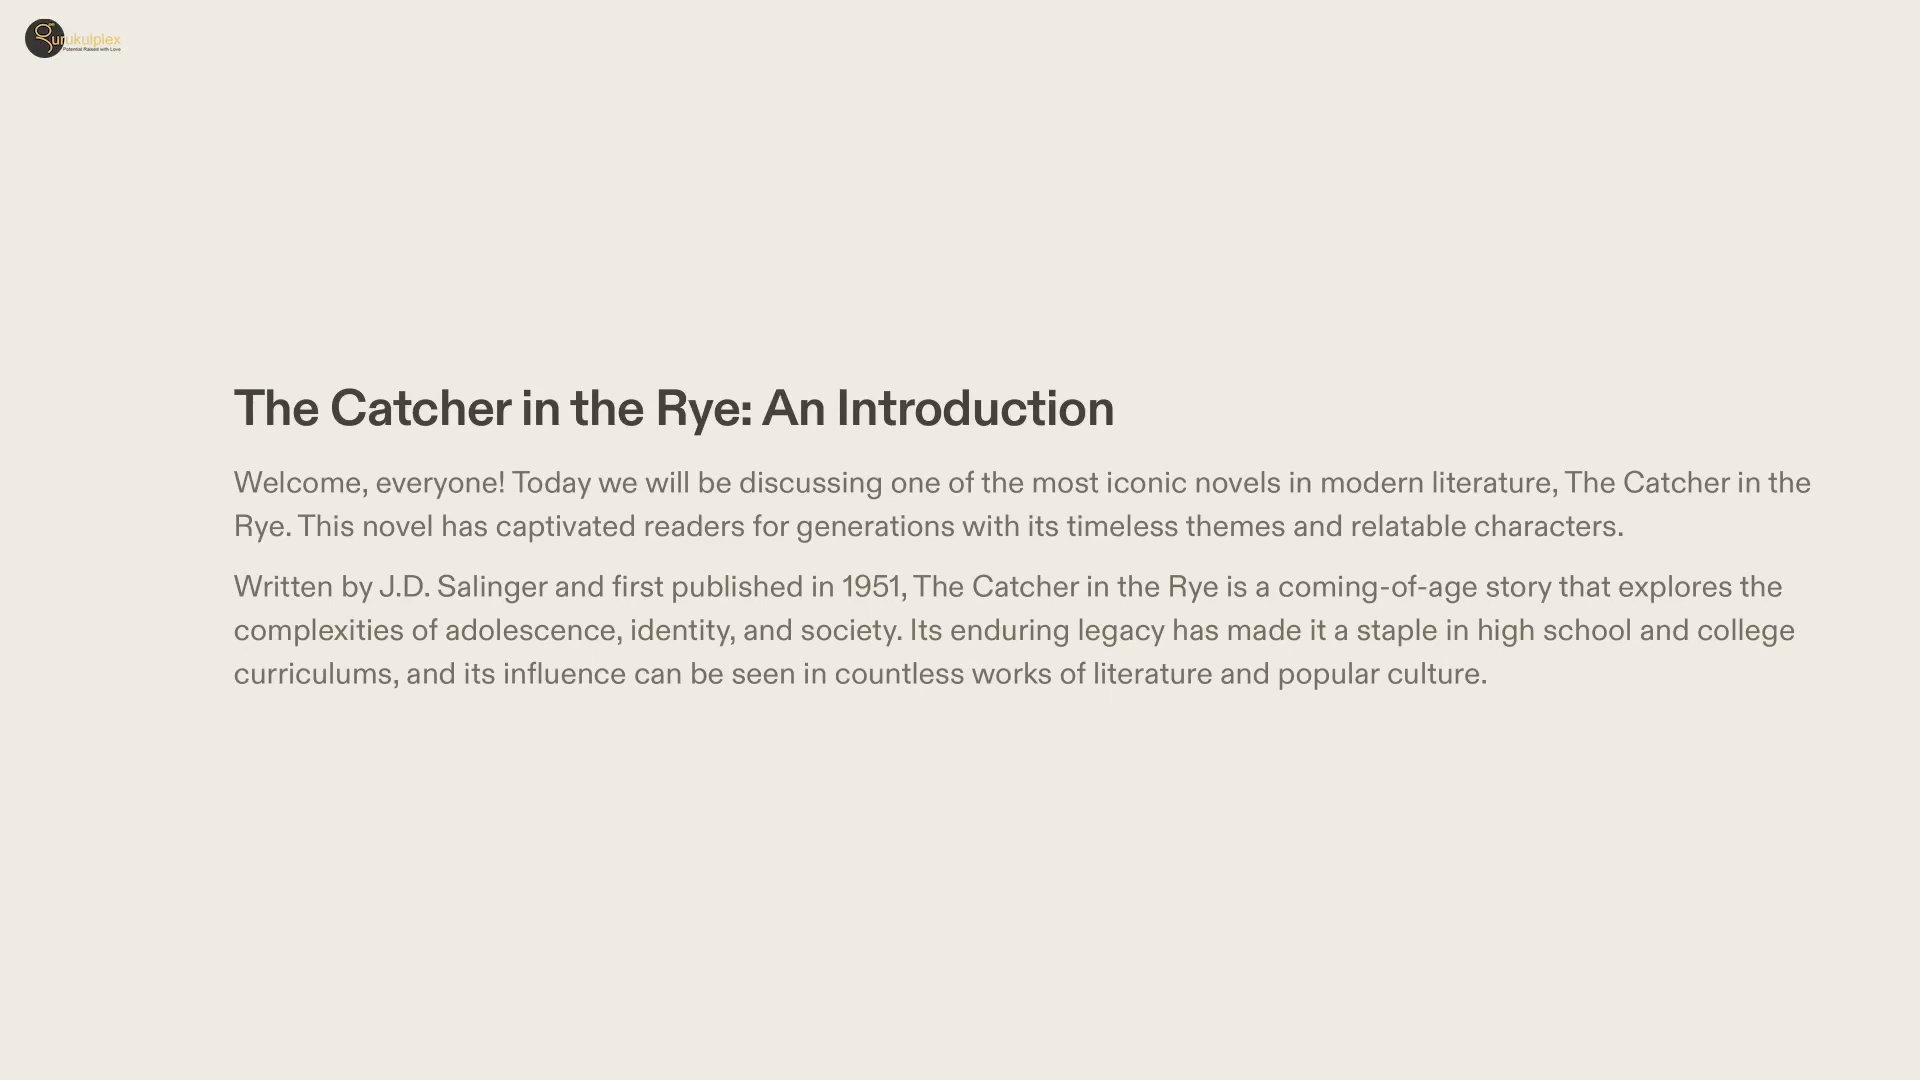 gurukulplex
Potential Raised with Love
The Catcher in the Rye: An Introduction
Welcome, everyone! Today we will be discussing one of the most iconic novels in modern literature, The Catcher in the
Rye. This novel has captivated readers for generations with its timeless themes and relatable characters.
Written by J.D. Salinger and first published in 1951, The Catcher in the Rye is a coming-of-age story that explores the
complexities of adolescence, identity, and society. Its enduring legacy has made it a staple in high school and college
curriculums, and its influence can be seen in countless works of literature and popular culture.